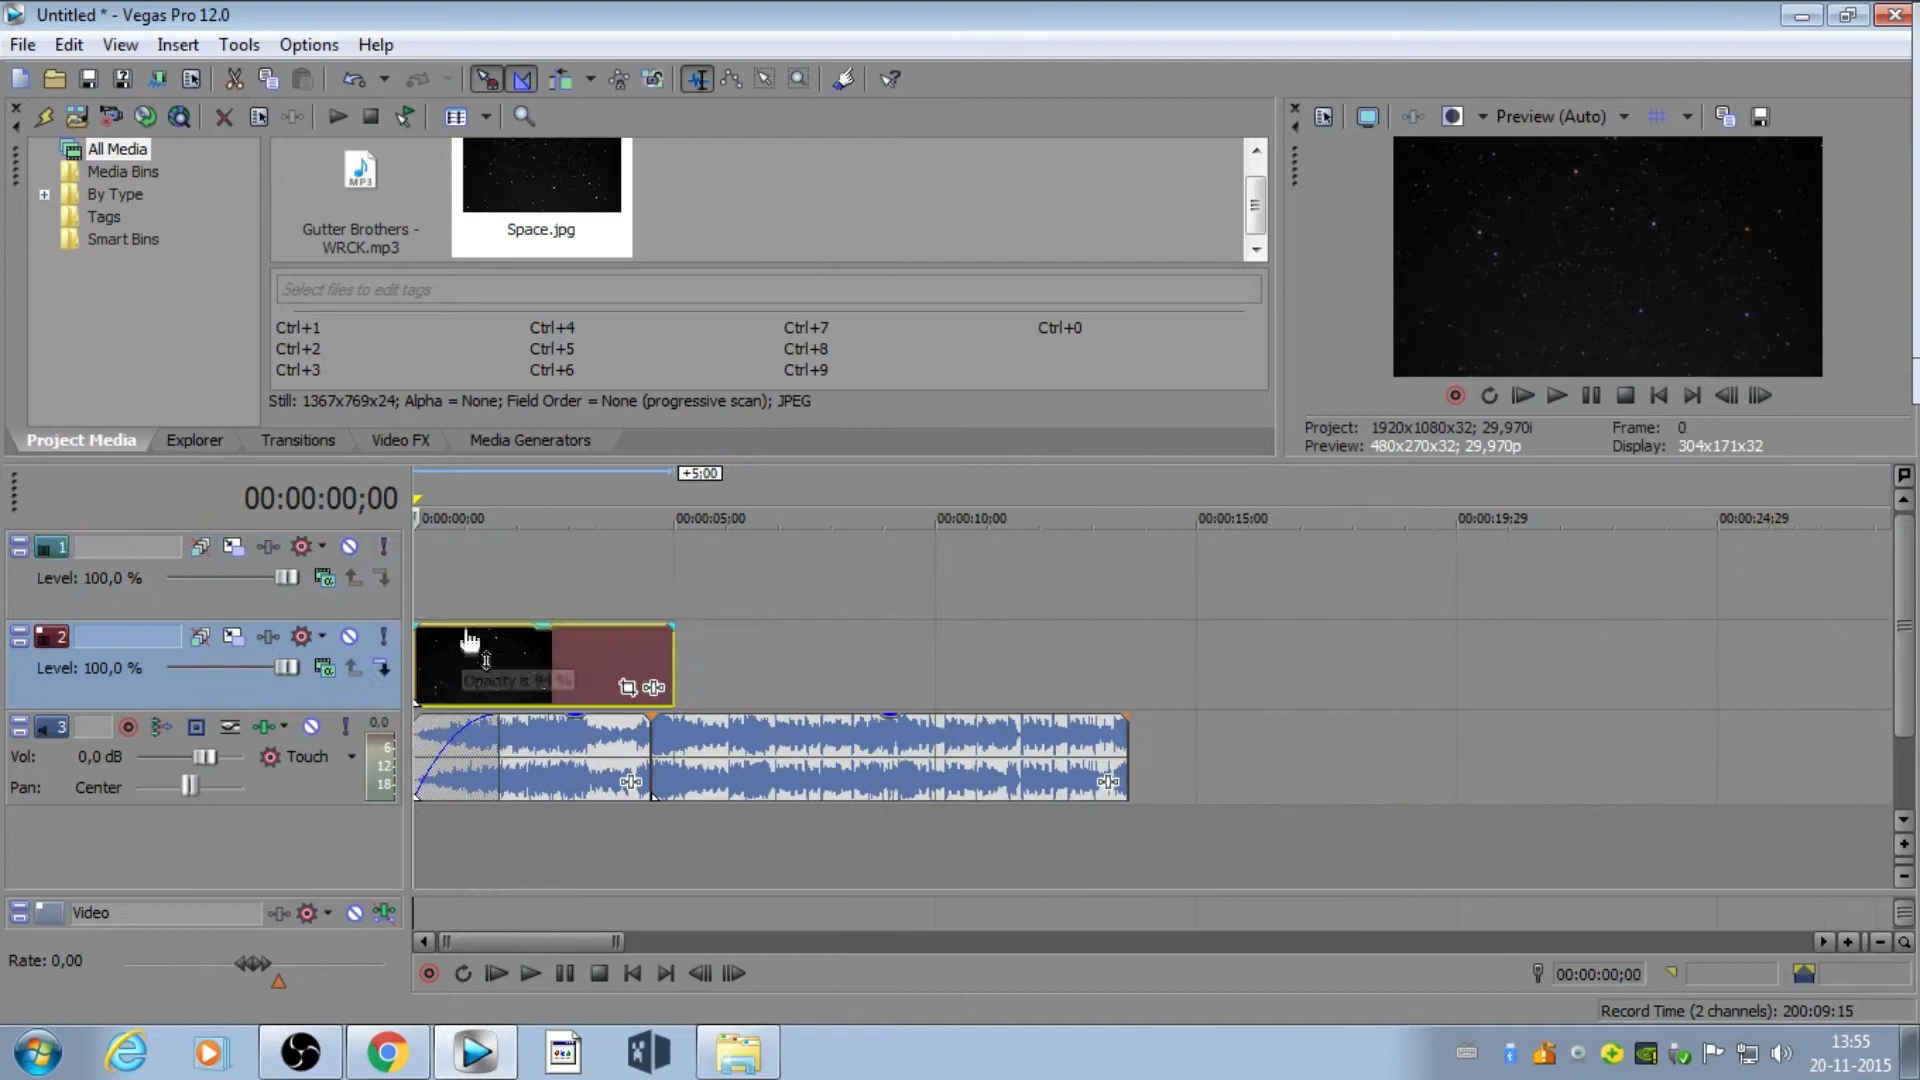 Untitled * - Vegas Pro 12.0
File Edit View Insert Tools Options Help
Preview (Auto)
All Media
Media Bins
By Type
Tags
Smart Bins
MP3
Gutter Brothers -
WRCK.mp3
Space.jpg
Select files to edit tags
Ctrl+1 Ctrl+4 Ctrl+7 Ctrl+0
Ctrl+2 Ctrl+5 Ctrl+8
Ctrl+3 Ctrl+6 Ctrl+9
Still: 1367x769x24; Alpha = None; Field Order = None (progressive scan); JPEG
Project Media Explorer Transitions Video FX Media Generators
Project: 1920x1080x32; 29,970i Frame: 0
Preview: 480x270x32; 29,970p Display: 304x171x32
+5;00
00:00:00;00
0:00:00;00 00:00:05;00 00:00:10;00 00:00:15;00 00:00:19;29 00:00:24;29
1
Level: 100,0 %
2
Level: 100,0 %
Opacity is 94 %
3 0,0
Vol: 0,0 dB Touch
6
12
18
Pan: Center
Video
Rate: 0,00
00:00:00;00
Record Time (2 channels): 200:09:15
13:55
20-11-2015